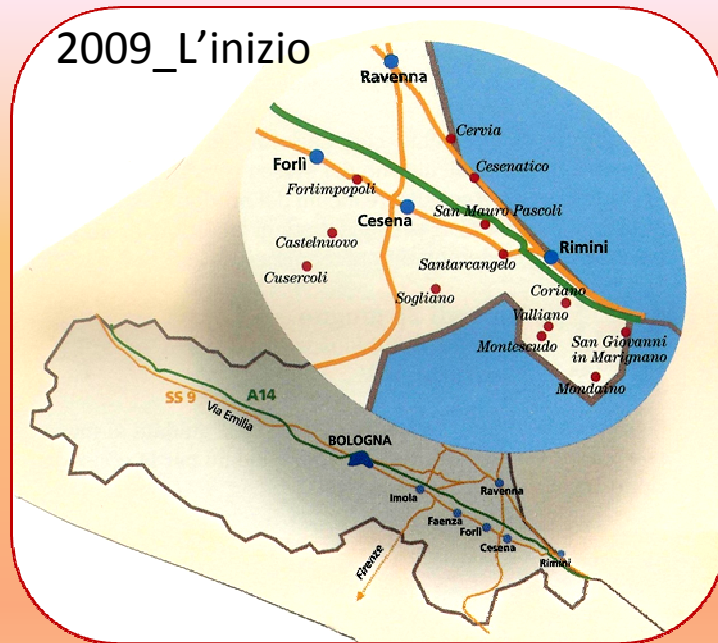 2009_L’inizio
Ravenna
Cervia
Cesenatico
Forlì
Forlimpopoli
Cesena
San Mauro Pascoli
Castelnuovo
Rimini
Santarcangelo
Cusercoli
Sogliano
Coriano
Valliano
Montescudo
San Giovanni
in Marignano
Mondaino
SS 9
A14
Via Emilia
BOLOGNA
Imola
Ravenna
Faenza
Forlì
Cesena
Rimini
Firenze